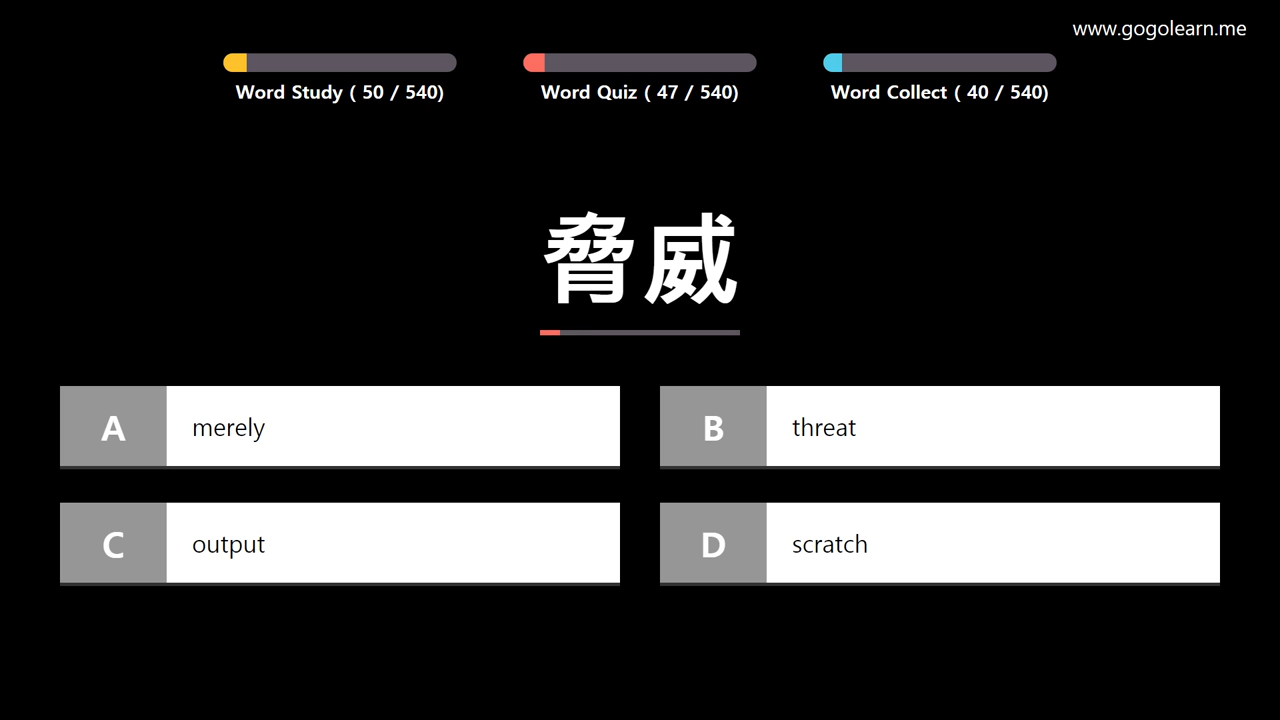 www.gogolearn.me
Word Study ( 50 / 540)
Word Quiz ( 47 / 540)
Word Collect ( 40 / 540)
脅威
A merely
B threat
C output
D scratch